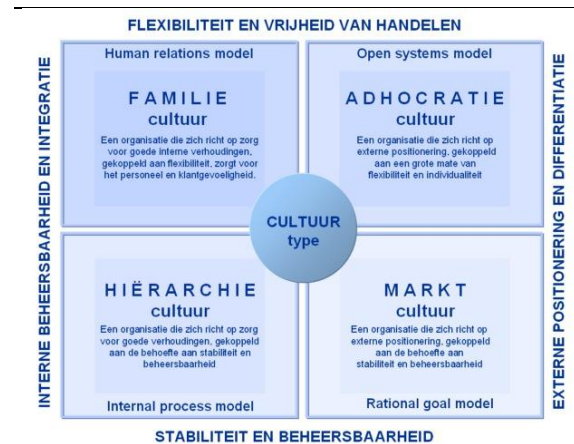 FLEXIBILITEIT EN VRIJHEID VAN HANDELEN
INTERNE BEHEERSBAARHEID EN INTEGRATIE
Human relations model
FAMILIE
cultuur
Een organisatie die zich richt op zorg
voor goede interne verhoudingen,
gekoppeld aan flexibiliteit, zorgt voor
het personeel en klantgevoeligheid.
Open systems model
ADHOCRATIE
cultuur
Een organisatie die zich richt op
externe positionering, gekoppeld
aan een grote mate van
flexibiliteit en individualiteit
CULTUUR
type
HIËRARCHIE
cultuur
Een organisatie die zich richt op zorg
voor goede verhoudingen, gekoppeld
aan de behoefte aan stabiliteit en
beheersbaarheid
Internal process model
MARKT
cultuur
Een organisatie die zich richt op
externe positionering, gekoppeld
aan de behoefte aan
stabiliteit en beheersbaarheid
Rational goal model
EXTERNE POSITIONERING EN DIFFERENTIATIE
STABILITEIT EN BEHEERSBAARHEID